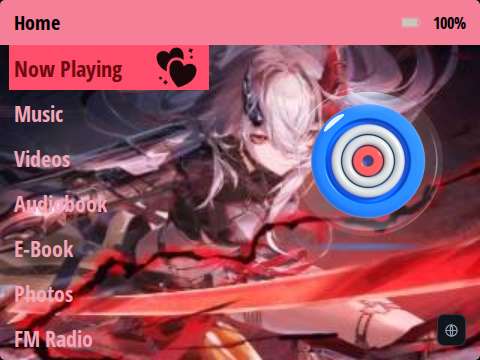 Home
100%
Now Playing
Music
Videos
Audiobook
E-Book
Photos
FM Radio